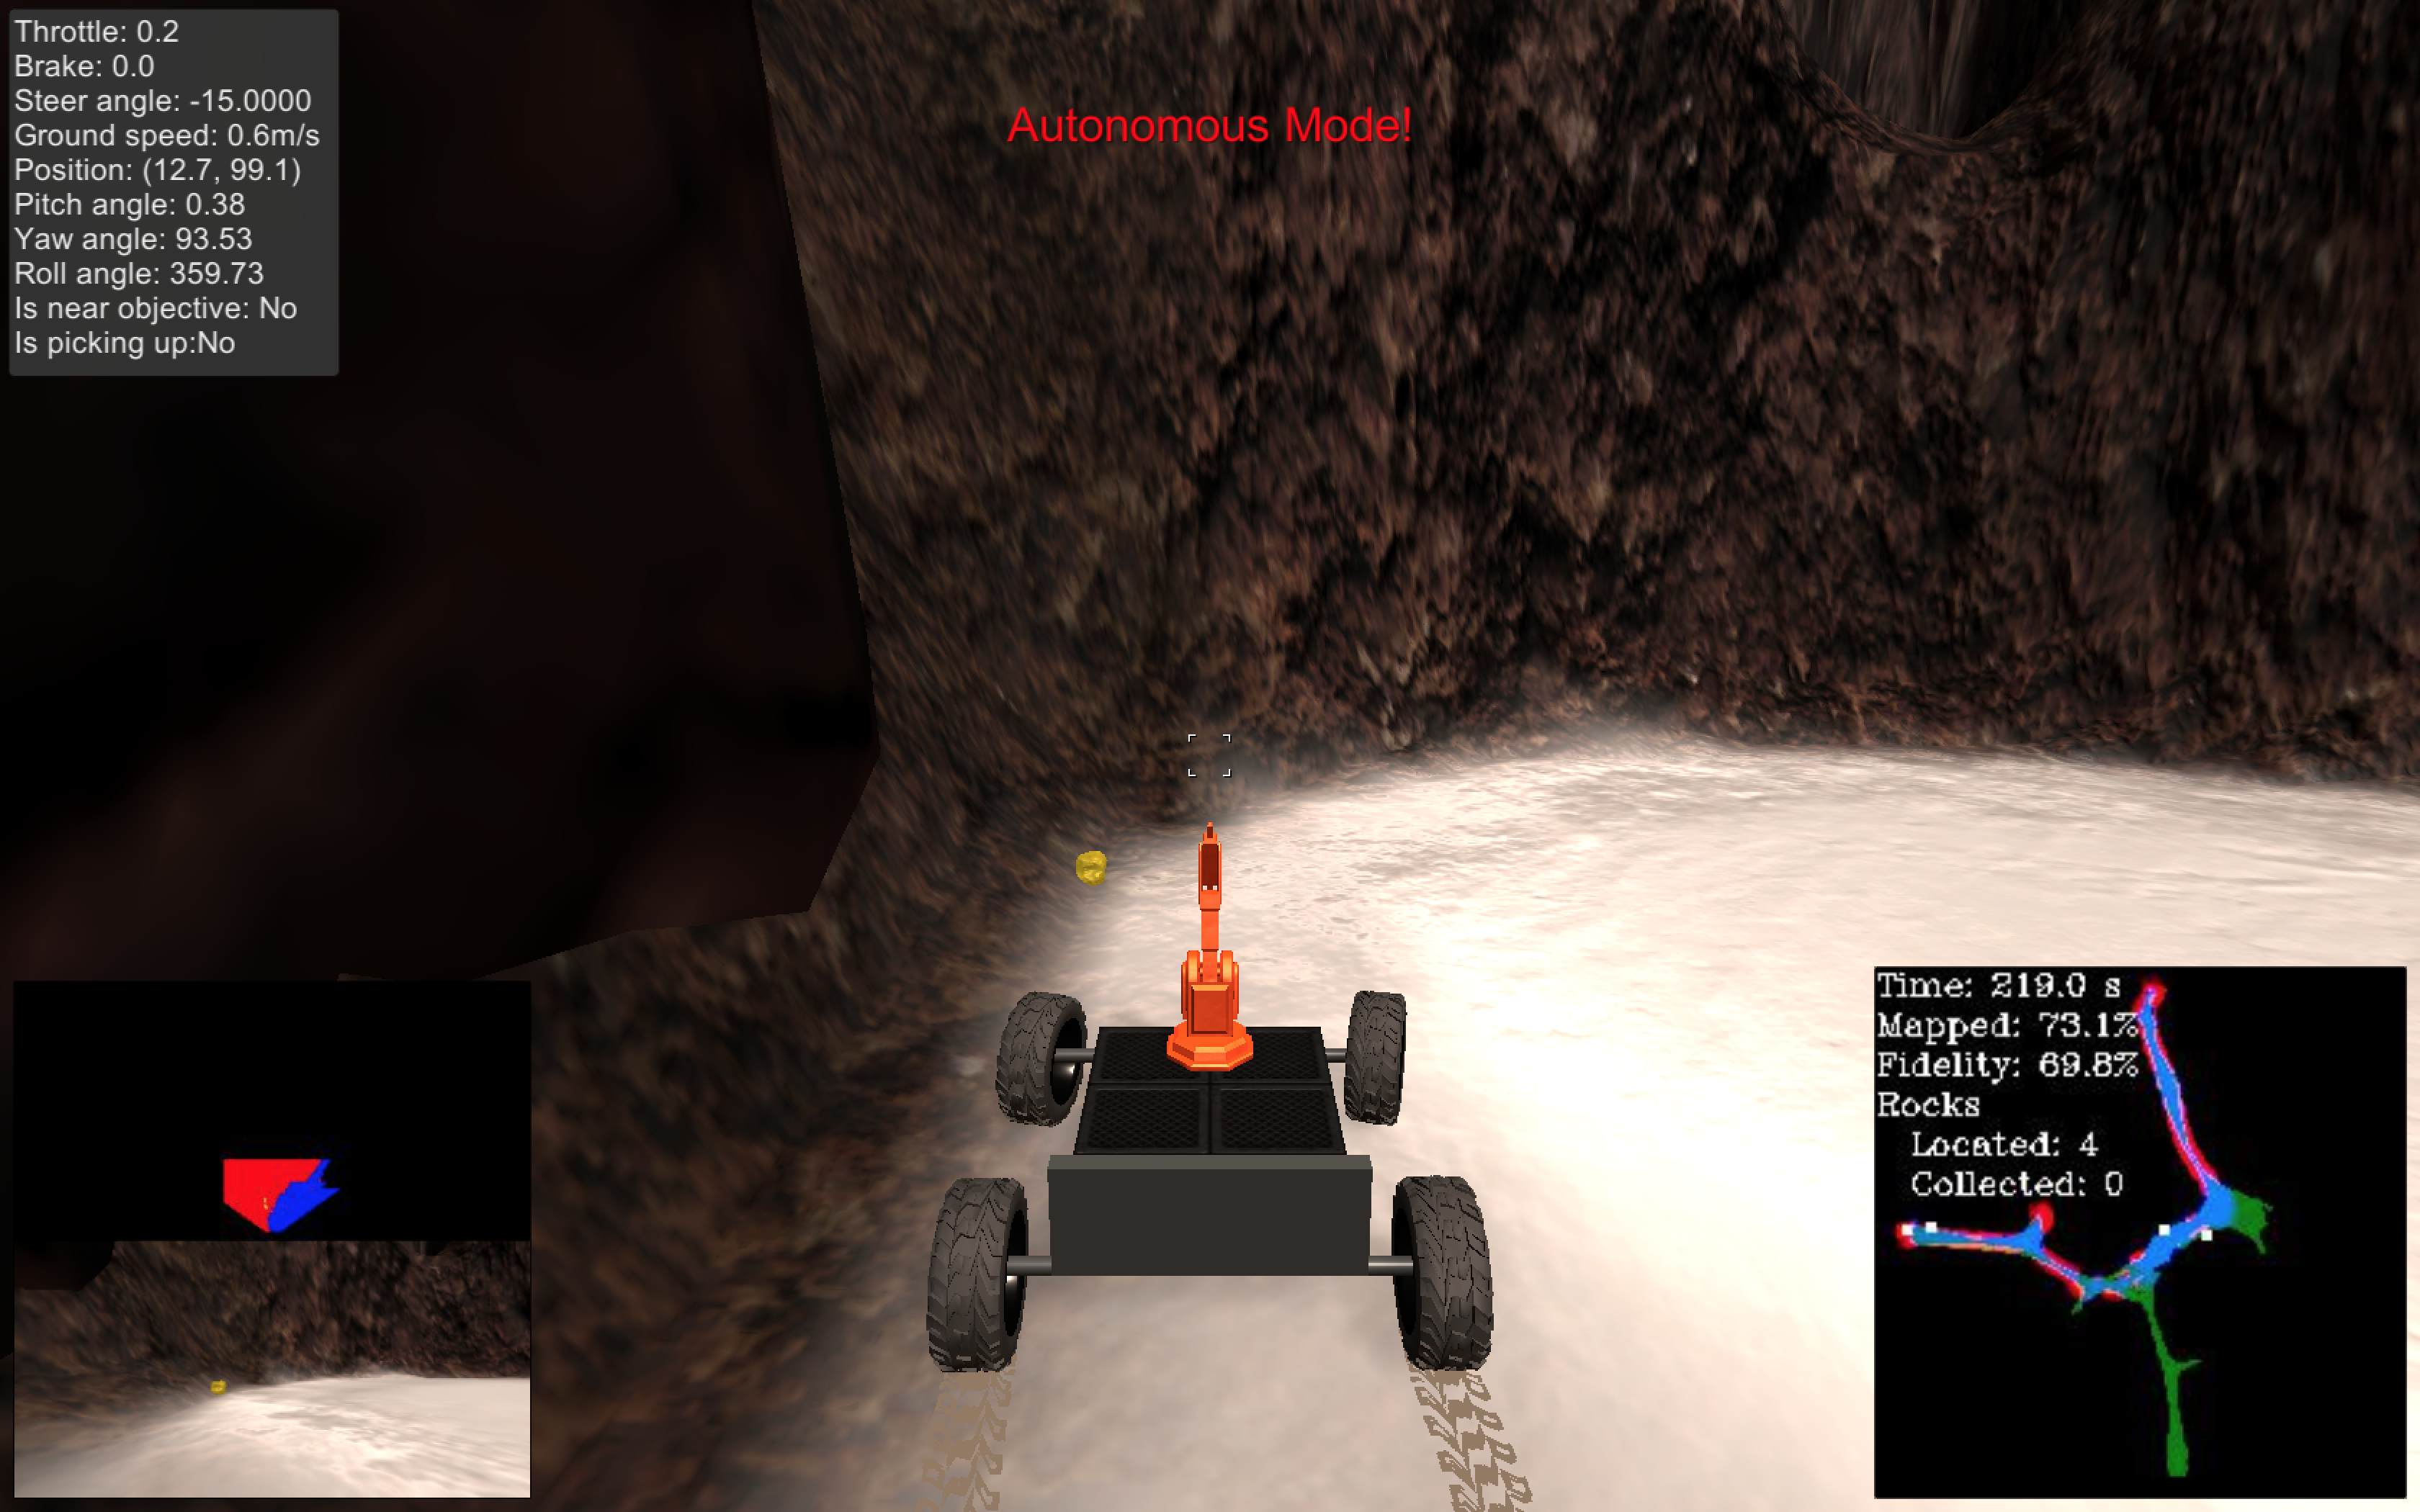 Throttle: 0.2
Brake: 0.0
Steer angle: -15.0000
Ground speed: 0.6m/s
Position: (12.7, 99.1)
Pitch angle: 0.38
Yaw angle: 93.53
Roll angle: 359.73
Is near objective: No
Is picking up:No
Autonomous Mode!
Time: 219.0 s
Mapped: 73.1%
Fidelity: 69.8%
Rocks
Located: 4
Collected: 0